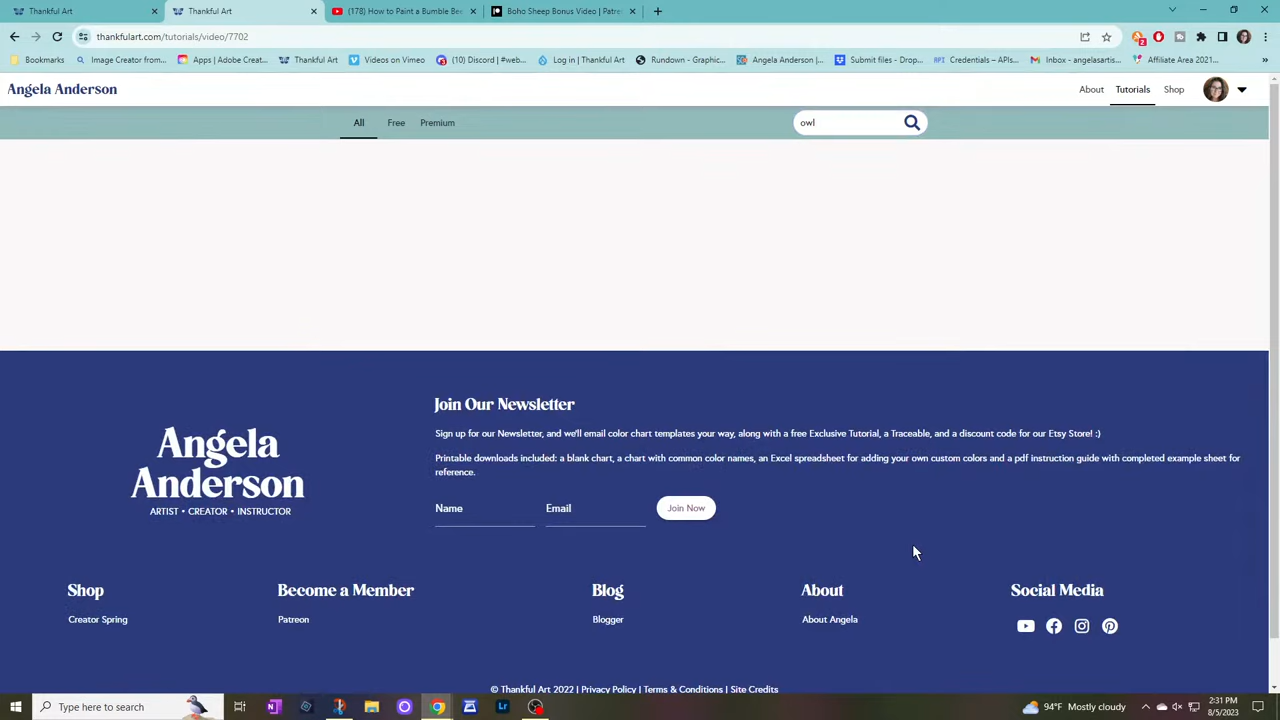 Thankful Art
Thankful Art
(178) How to Paint a Bumble Bee
Boho Sheep Bonus Video | Patre
thankfulart.com/tutorials/video/7702
Bookmarks
Image Creator from...
Apps | Adobe Creat...
Thankful Art
Videos on Vimeo
(10) Discord | #web...
Log in | Thankful Art
Rundown - Graphic...
Angela Anderson |...
Submit files - Drop...
API Credentials – APIs...
Inbox - angelasartis...
Affiliate Area 2021...
Angela Anderson
About
Tutorials
Shop
All
Free
Premium
owl
Join Our Newsletter
Sign up for our Newsletter, and we'll email color chart templates your way, along with a free Exclusive Tutorial, a Traceable, and a discount code for our Etsy Store! :)
Printable downloads included: a blank chart, a chart with common color names, an Excel spreadsheet for adding your own custom colors and a pdf instruction guide with completed example sheet for
reference.
Angela
Anderson
ARTIST • CREATOR • INSTRUCTOR
Name
Email
Join Now
Shop
Become a Member
Blog
About
Social Media
Creator Spring
Patreon
Blogger
About Angela
© Thankful Art 2022 | Privacy Policy | Terms & Conditions | Site Credits
Type here to search
94°F Mostly cloudy
2:31 PM
8/5/2023